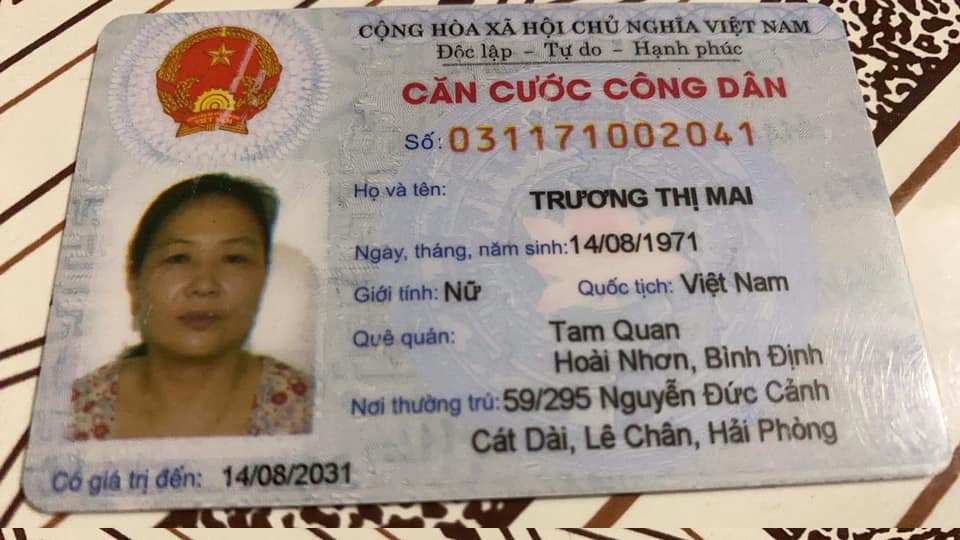 CỘNG HÒA XÃ HỘI CHỦ NGHĨA VIỆT NAM
Độc lập - Tự do - Hạnh phúc
CĂN CƯỚC CÔNG DÂN
Số: 031171002041
Họ và tên: TRƯƠNG THỊ MAI
Ngày, tháng, năm sinh: 14/08/1971
Giới tính: Nữ Quốc tịch: Việt Nam
Quê quán: Tam Quan
Hoài Nhơn, Bình Định
Nơi thường trú: 59/295 Nguyễn Đức Cảnh
Cát Dài, Lê Chân, Hải Phòng
Có giá trị đến: 14/08/2031